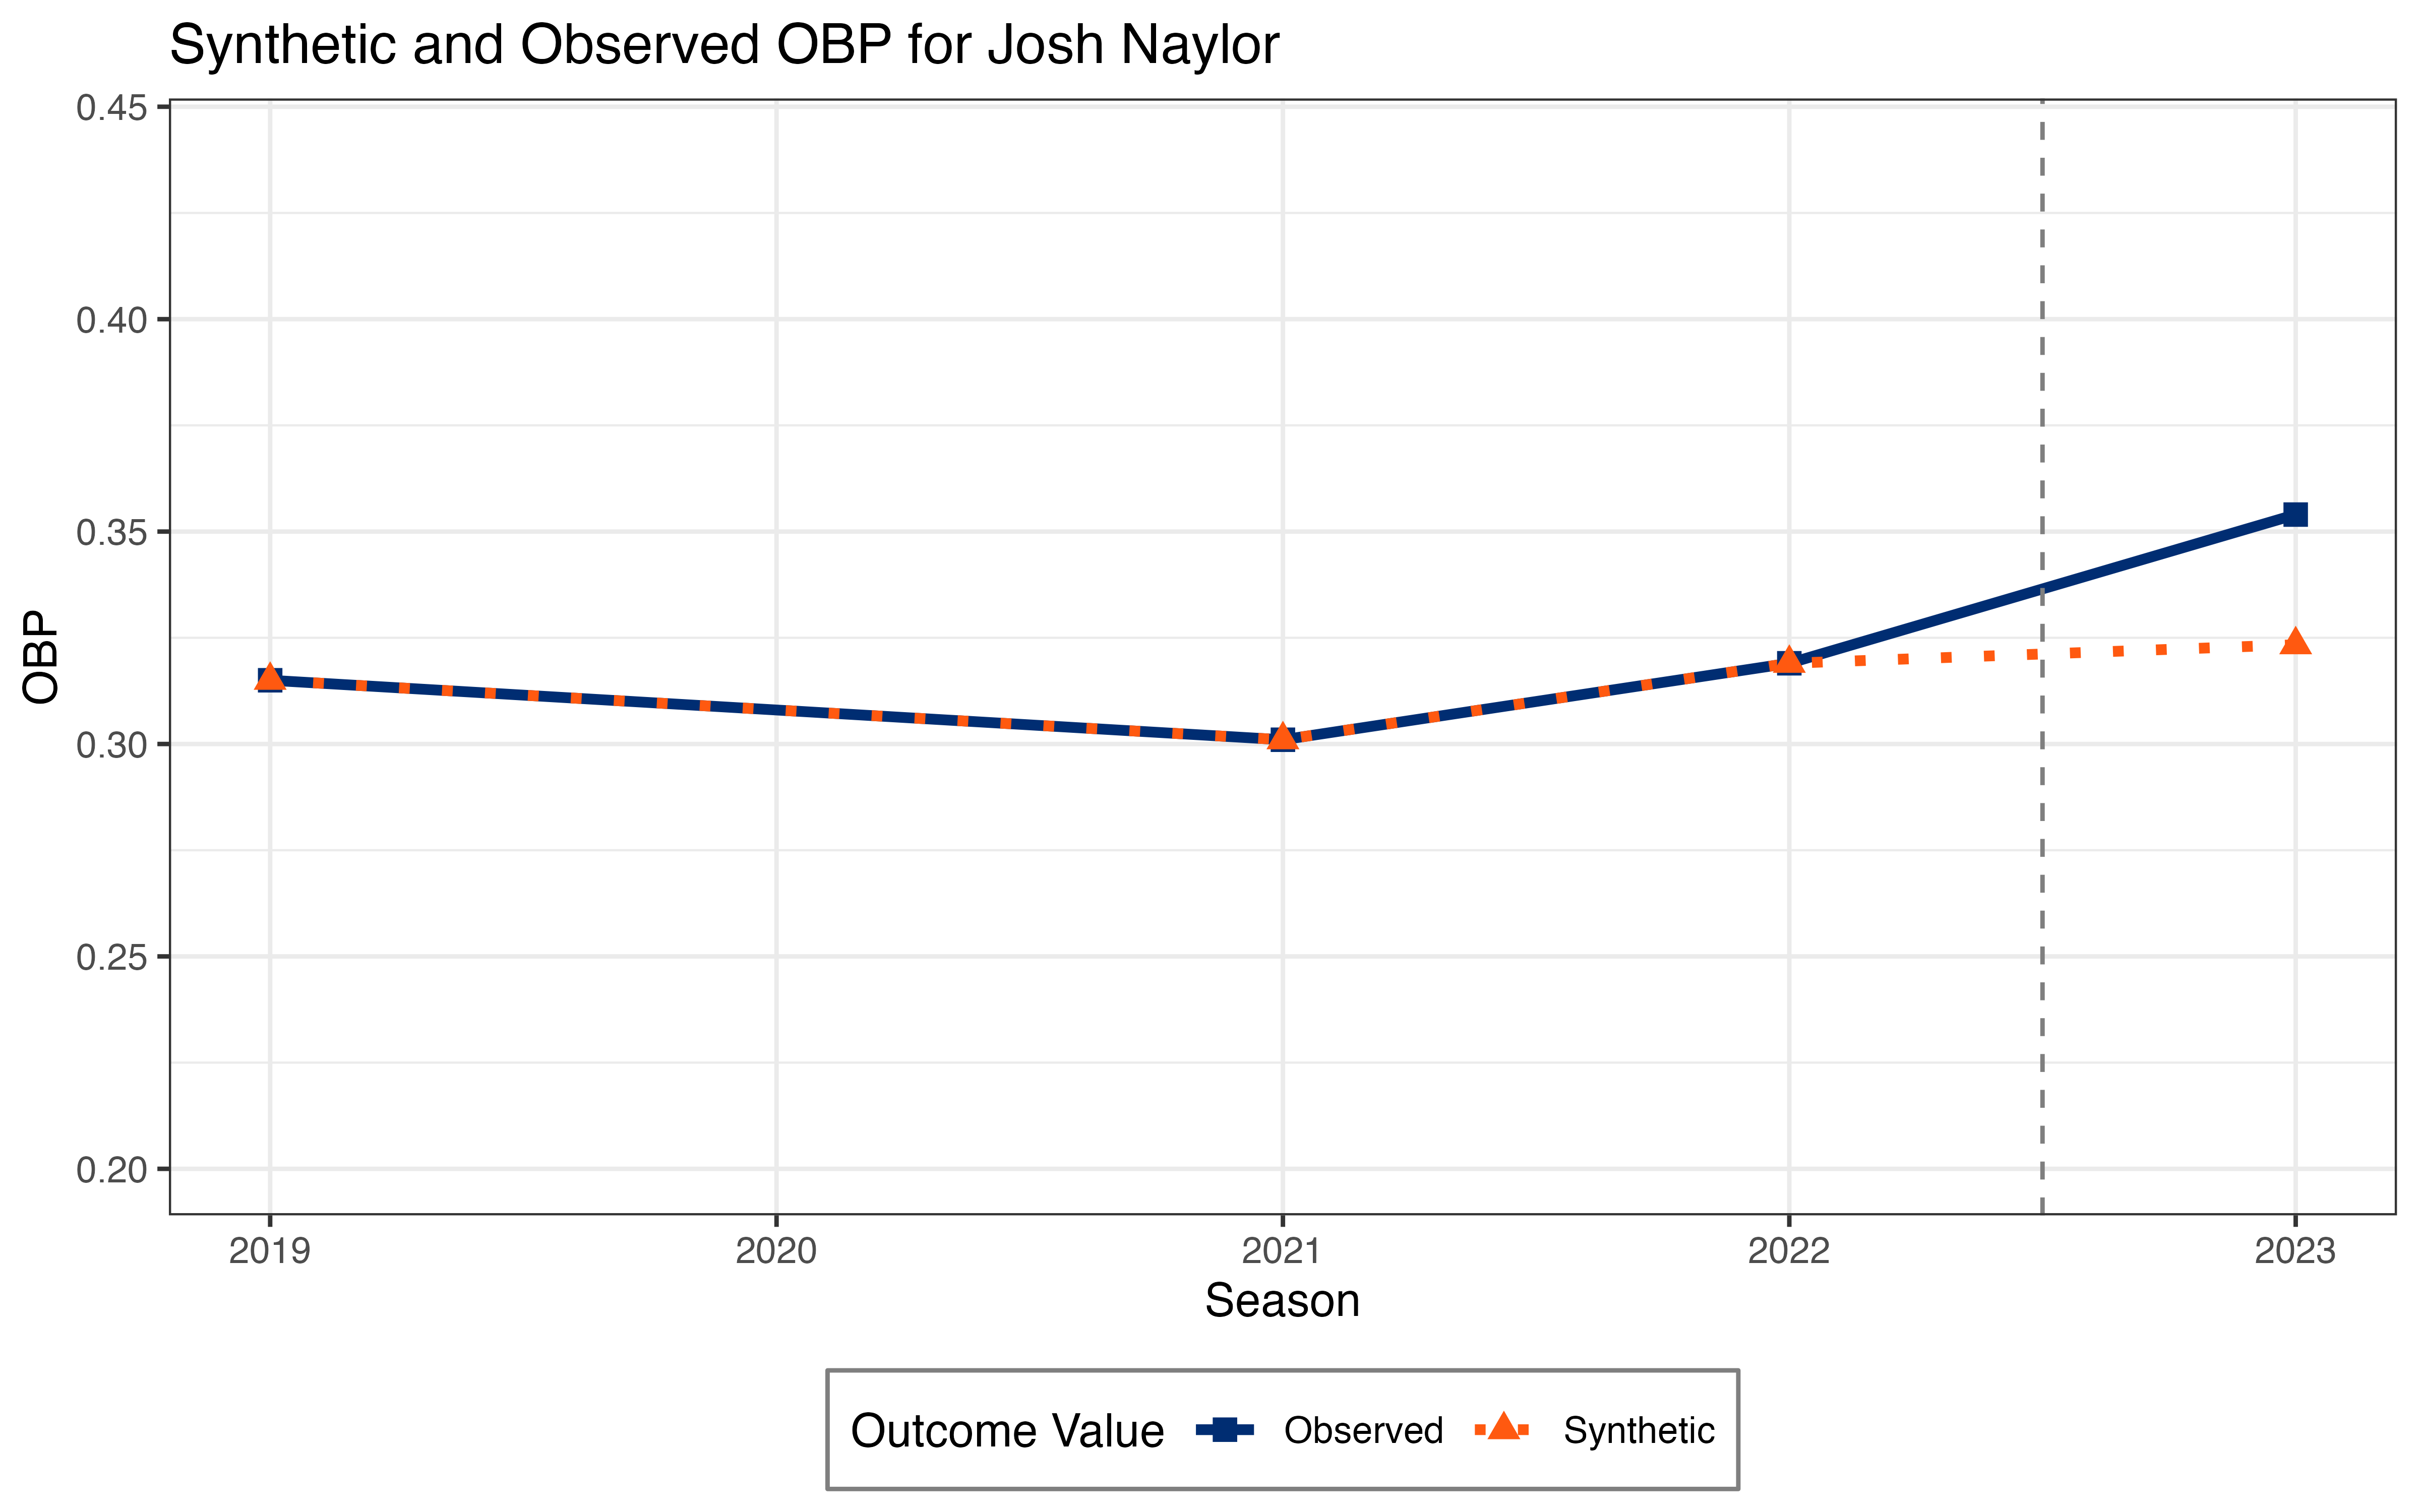 Synthetic and Observed OBP for Josh Naylor
0.45
0.40
0.35
0.30
0.25
0.20
OBP
2019 2020 2021 2022 2023
Season
Outcome Value Observed Synthetic